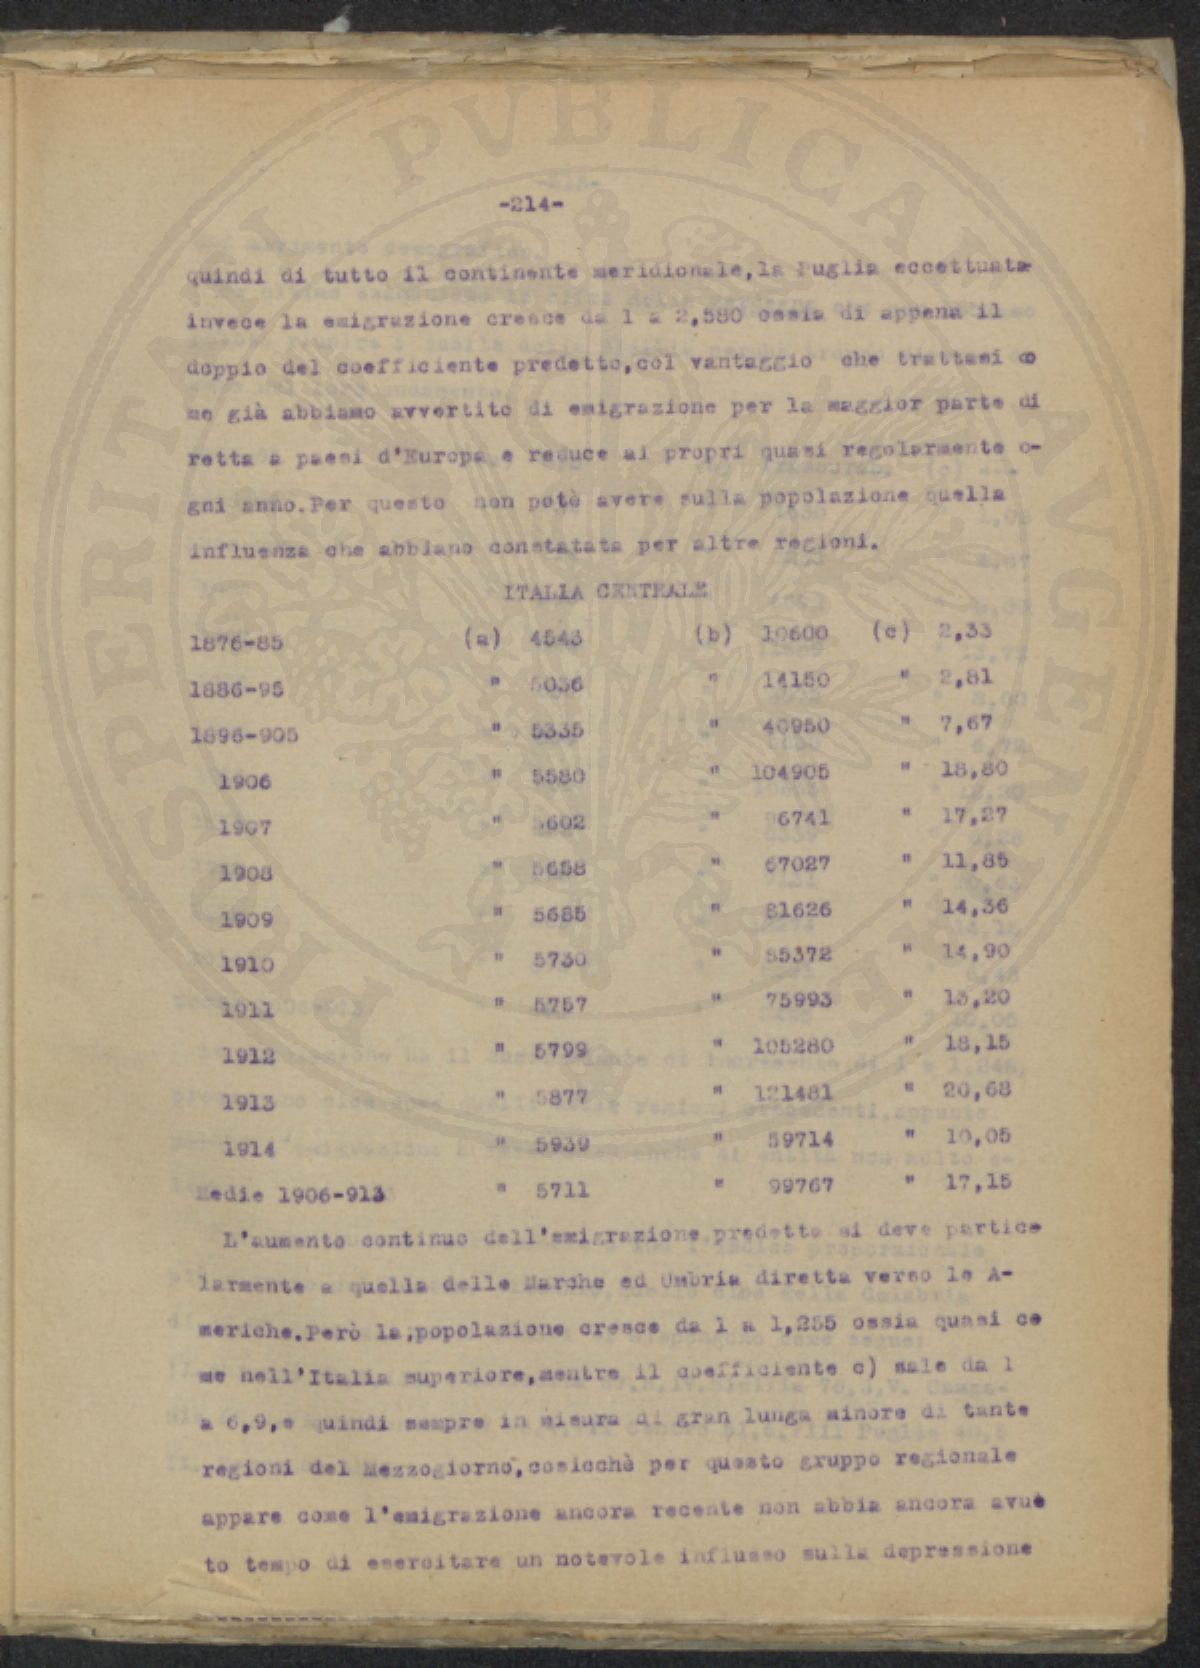 -214-
quindi di tutto il continente meridionale,la Puglia eccettuata
invece la emigrazione cresce da 1 a 2,580 ossia di appena il
doppio del coefficiente predetto,col vantaggio che trattasi co
me già abbiamo avvertito di emigrazione per la maggior parte di
retta a paesi d'Europa e reduce ai propri quasi regolarmente o-
gni anno.Per questo non potè avere sulla popolazione quella
influenza che abbiano constatata per altre regioni.
ITALIA CENTRALE
1876-85 (a) 4543 (b) 10600 (c) 2,33
1886-95 " 5036 " 14150 " 2,81
1896-905 " 5335 " 40950 " 7,67
1906 " 5580 " 104905 " 18,80
1907 " 5602 " 96741 " 17,27
1908 " 5658 " 67027 " 11,85
1909 " 5685 " 81626 " 14,36
1910 " 5730 " 85372 " 14,90
1911 " 5757 " 75993 " 13,20
1912 " 5799 " 105280 " 18,15
1913 " 5877 " 121481 " 20,68
1914 " 5939 " 59714 " 10,05
Medie 1906-913 " 5711 " 99767 " 17,15
L'aumento continuo dell'emigrazione predetto si deve partico
larmente a quella delle Marche ed Umbria diretta verso le A-
meriche.Però la,popolazione cresce da 1 a 1,255 ossia quasi co
me nell'Italia superiore,mentre il coefficiente c) sale da 1
a 6,9,e quindi sempre in misura di gran lunga minore di tante
regioni del Mezzogiorno,cosicchè per questo gruppo regionale
appare come l'emigrazione ancora recente non abbia ancora avuè
to tempo di esercitare un notevole influsso sulla depressione
PROSPERITATI PVBLICAE AVGENDAE